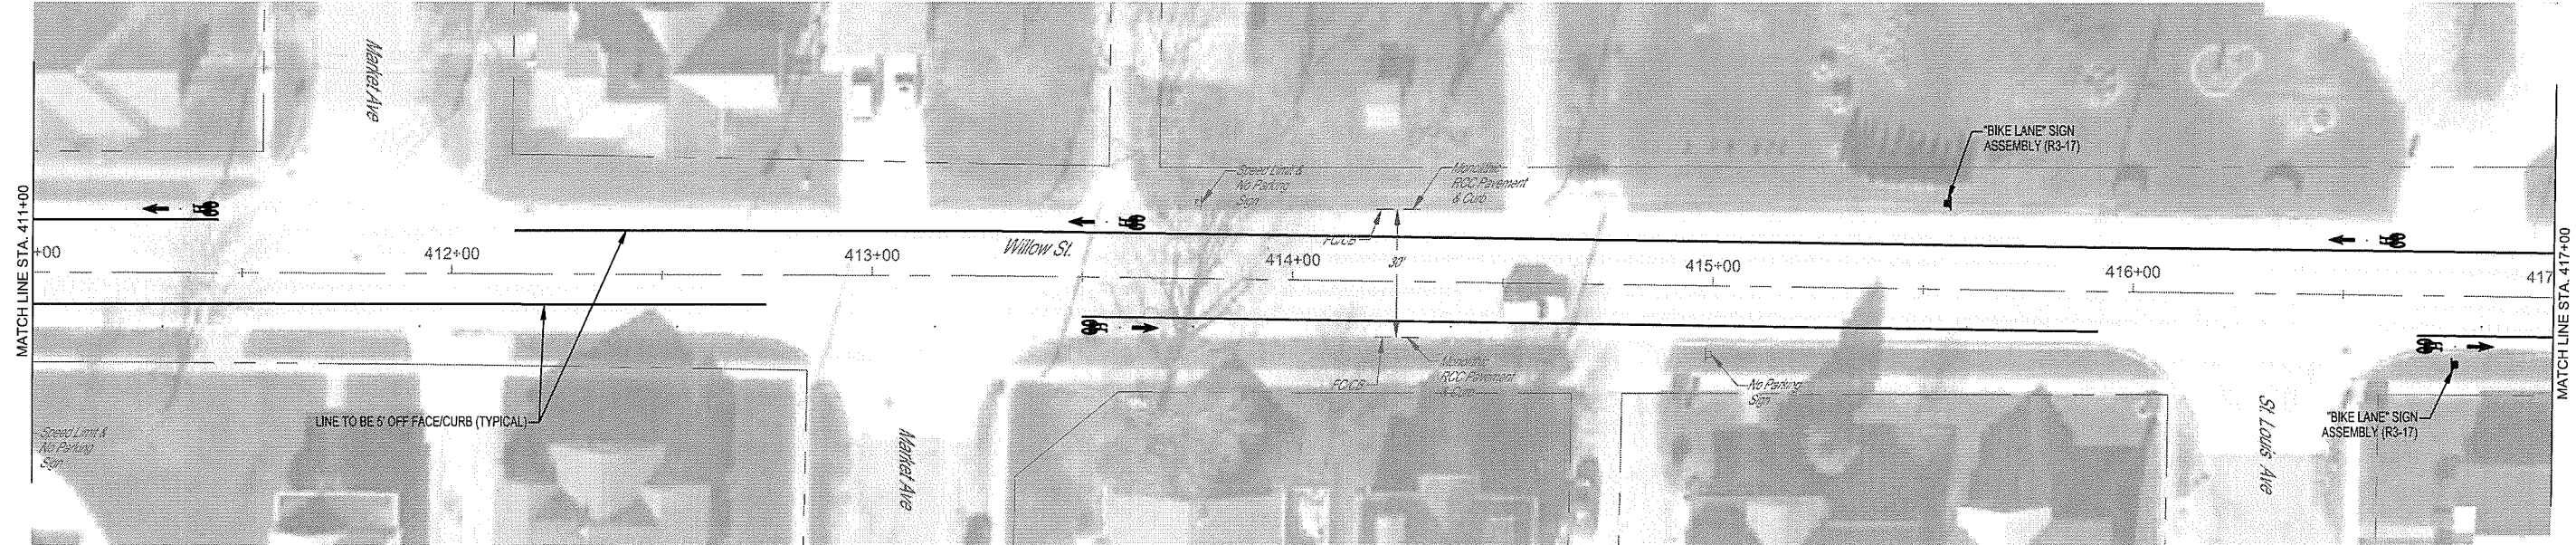 MATCH LINE STA. 411+00
Market Ave
+00
412+00
413+00
Willow St.
414+00
415+00
416+00
417
MATCH LINE STA. 417+00
Speed Limit &
No Parking
Sign
Monolithic
RCC Pavement
& Curb
FC/CB
30'
"BIKE LANE" SIGN
ASSEMBLY (R3-17)
LINE TO BE 5' OFF FACE/CURB (TYPICAL)
Speed Limit &
No Parking
Sign
Market Ave
FC/CB
Monolithic
RCC Pavement
& Curb
No Parking
Sign
St. Louis Ave
"BIKE LANE" SIGN
ASSEMBLY (R3-17)